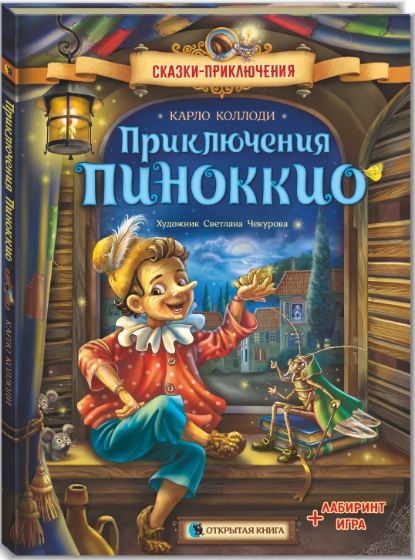 СКАЗКИ-ПРИКЛЮЧЕНИЯ
КАРЛО КОЛЛОДИ
Приключения
ПИНОККИО
Художник Светлана Чекурова
ОТКРЫТАЯ КНИГА
+ ЛАБИРИНТ
ИГРА
Приключения Пиноккио
КАРЛО КОЛЛОДИ